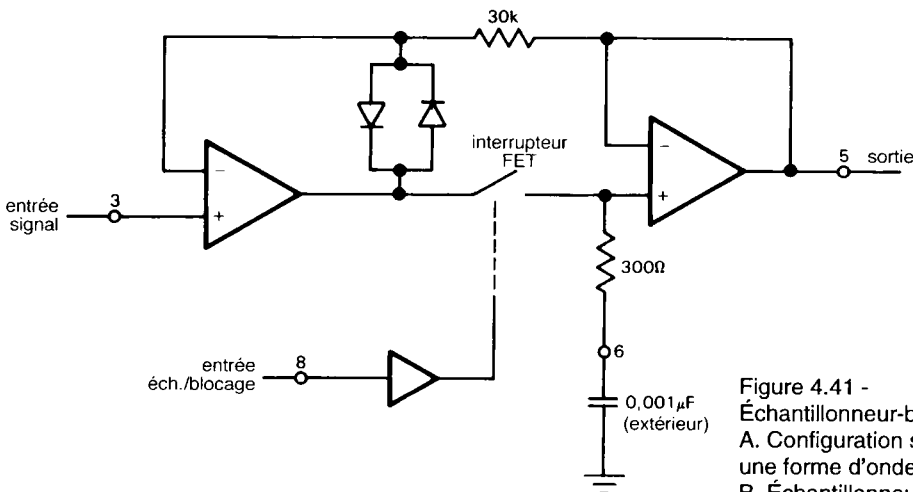 30k
interrupteur
FET
−
+
−
+
5 sortie
3
entrée
signal
300Ω
8
entrée
éch./blocage
6
0,001µF
(extérieur)
Figure 4.41 -
Échantillonneur-b
A. Configuration s
une forme d'onde